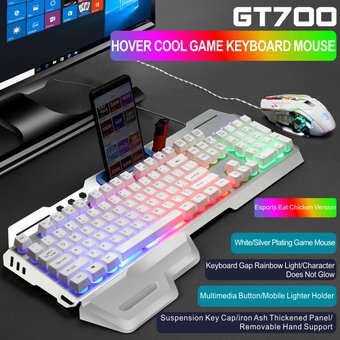 GT700
HOVER COOL GAME KEYBOARD MOUSE
Esports Eat Chicken Version
White/Silver Plating Game Mouse
Keyboard Gap Rainbow Light/Character
Does Not Glow
Multimedia Button/Mobile Lighter Holder
Suspension Key Cap/iron Ash Thickened Panel/
Removable Hand Support